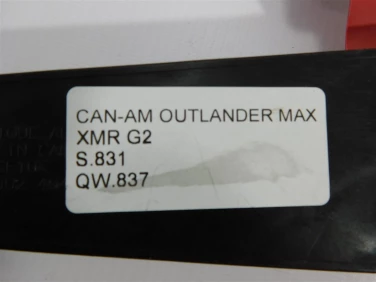 CAN-AM OUTLANDER MAX
XMR G2
S.831
QW.837